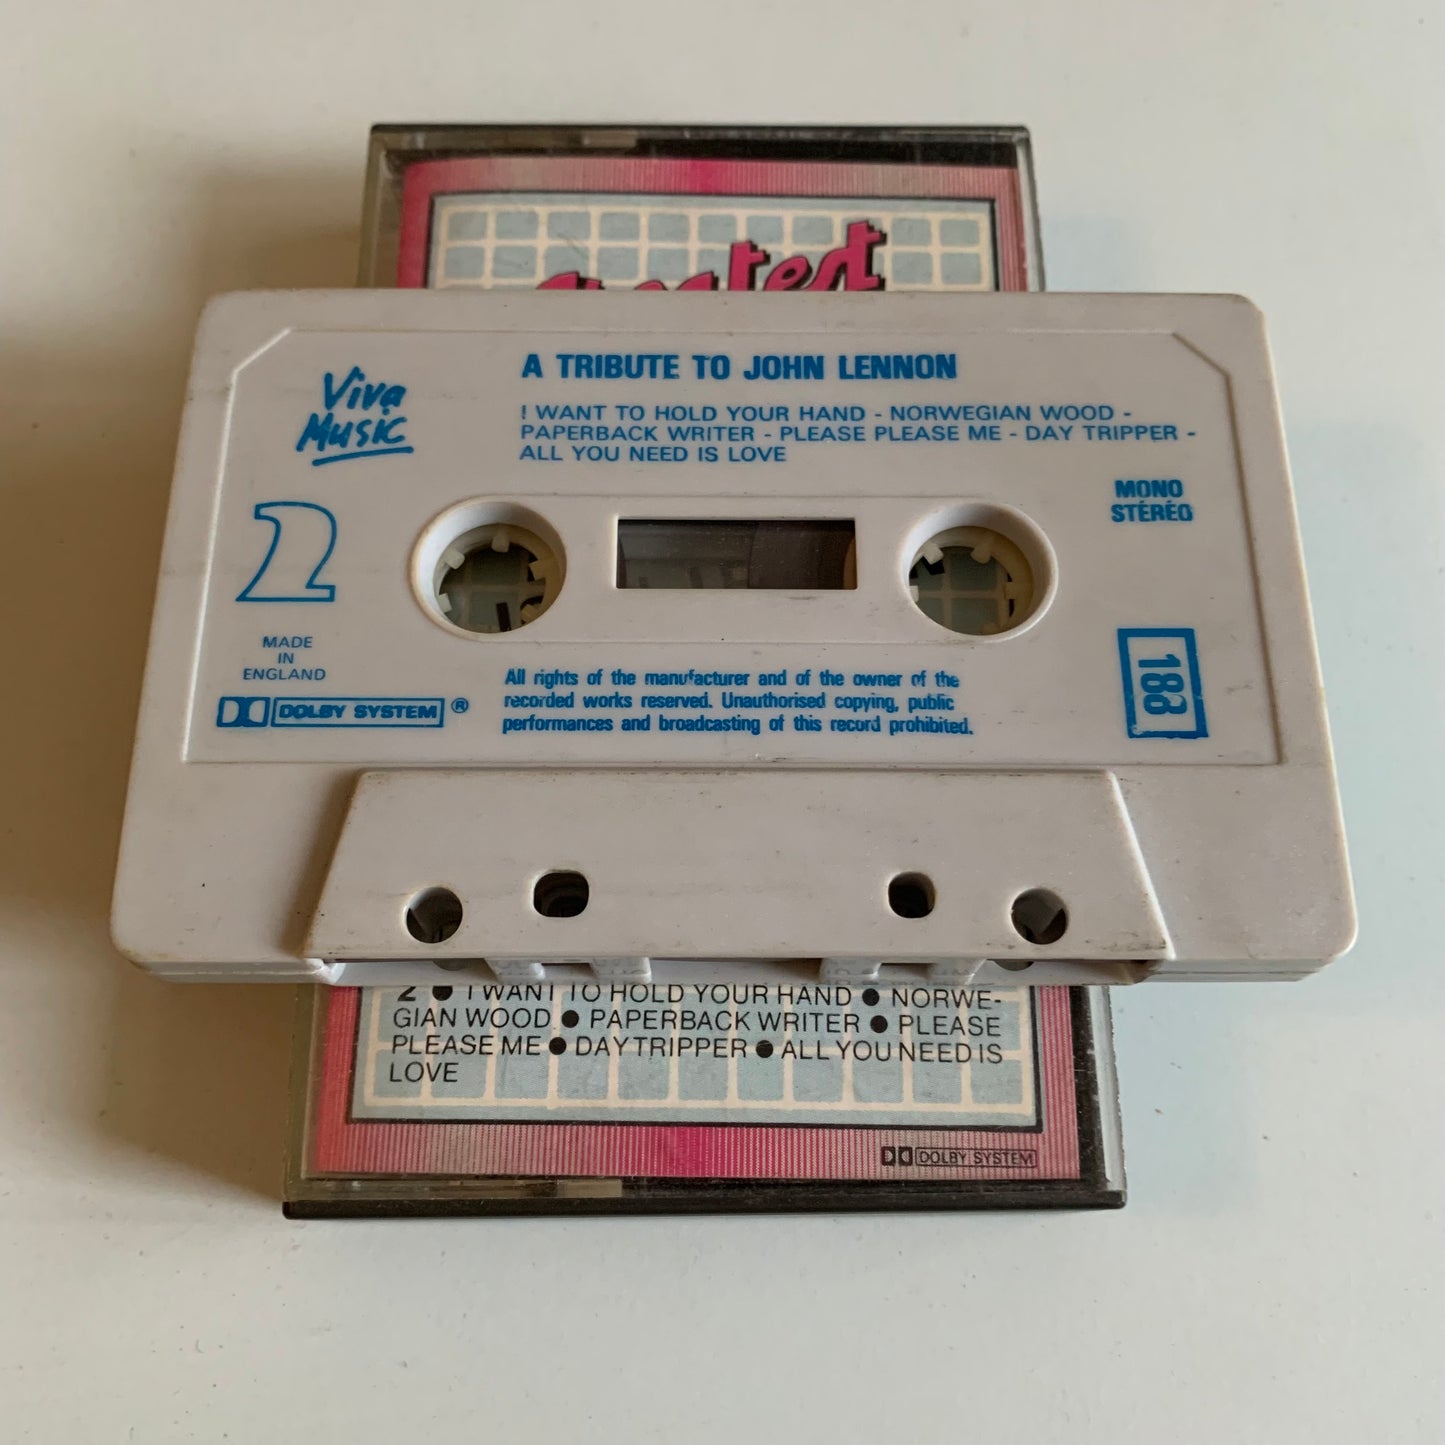 Greatest
Viva
Music
A TRIBUTE TO JOHN LENNON
I WANT TO HOLD YOUR HAND - NORWEGIAN WOOD -
PAPERBACK WRITER - PLEASE PLEASE ME - DAY TRIPPER -
ALL YOU NEED IS LOVE
MONO
STÉRÉO
2
MADE
IN
ENGLAND
DOLBY SYSTEM ®
All rights of the manufacturer and of the owner of the
recorded works reserved. Unauthorised copying, public
performances and broadcasting of this record prohibited.
188
2 ● I WANT TO HOLD YOUR HAND ● NORWE-
GIAN WOOD ● PAPERBACK WRITER ● PLEASE
PLEASE ME ● DAY TRIPPER ● ALL YOU NEED IS
LOVE
DOLBY SYSTEM